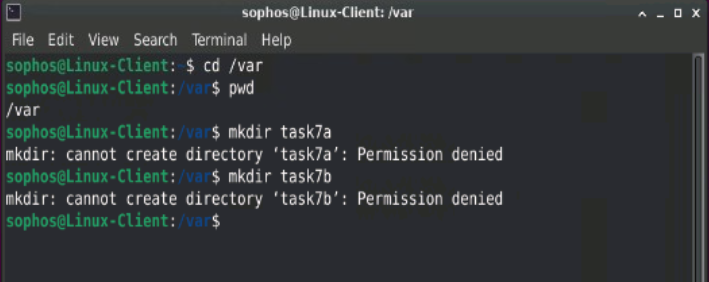 sophos@Linux-Client: /var
File Edit View Search Terminal Help
sophos@Linux-Client:~$ cd /var
sophos@Linux-Client:/var$ pwd
/var
sophos@Linux-Client:/var$ mkdir task7a
mkdir: cannot create directory ‘task7a’: Permission denied
sophos@Linux-Client:/var$ mkdir task7b
mkdir: cannot create directory ‘task7b’: Permission denied
sophos@Linux-Client:/var$